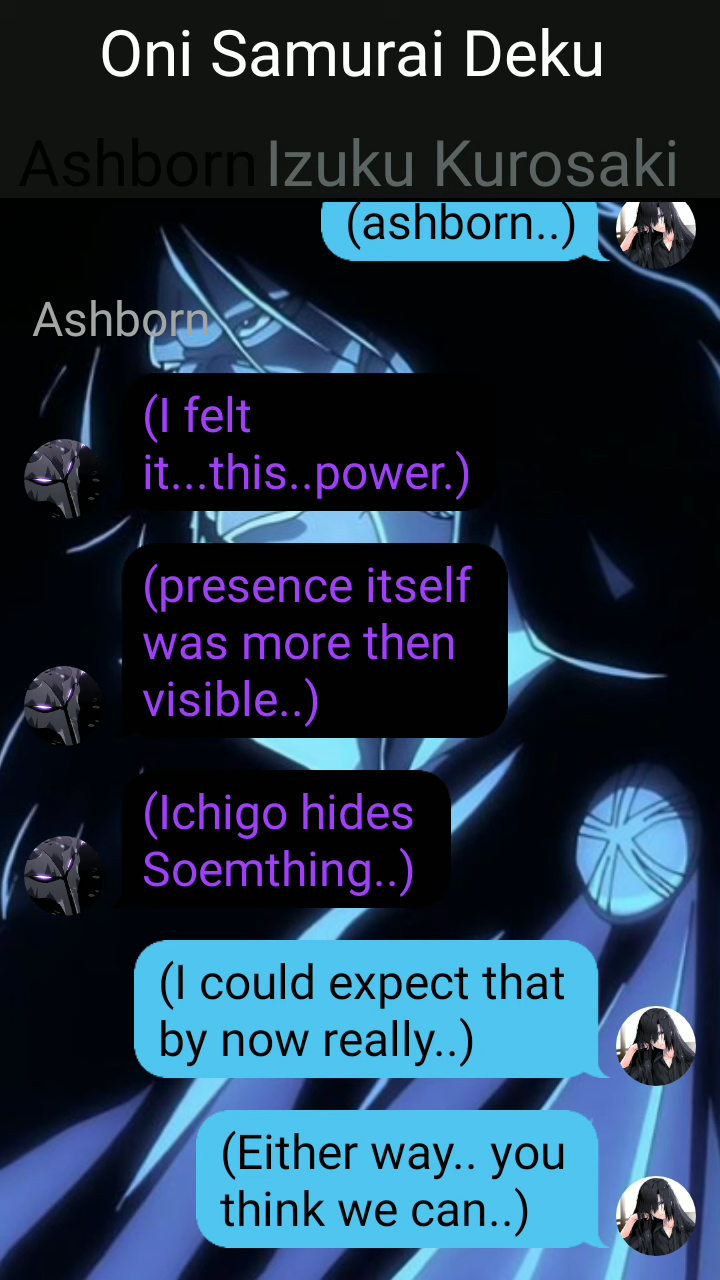 Oni Samurai Deku
Ashborn Izuku Kurosaki
(ashborn..)
Ashborn
(I felt
it...this..power.)
(presence itself
was more then
visible..)
(Ichigo hides
Soemthing..)
(I could expect that
by now really..)
(Either way.. you
think we can..)